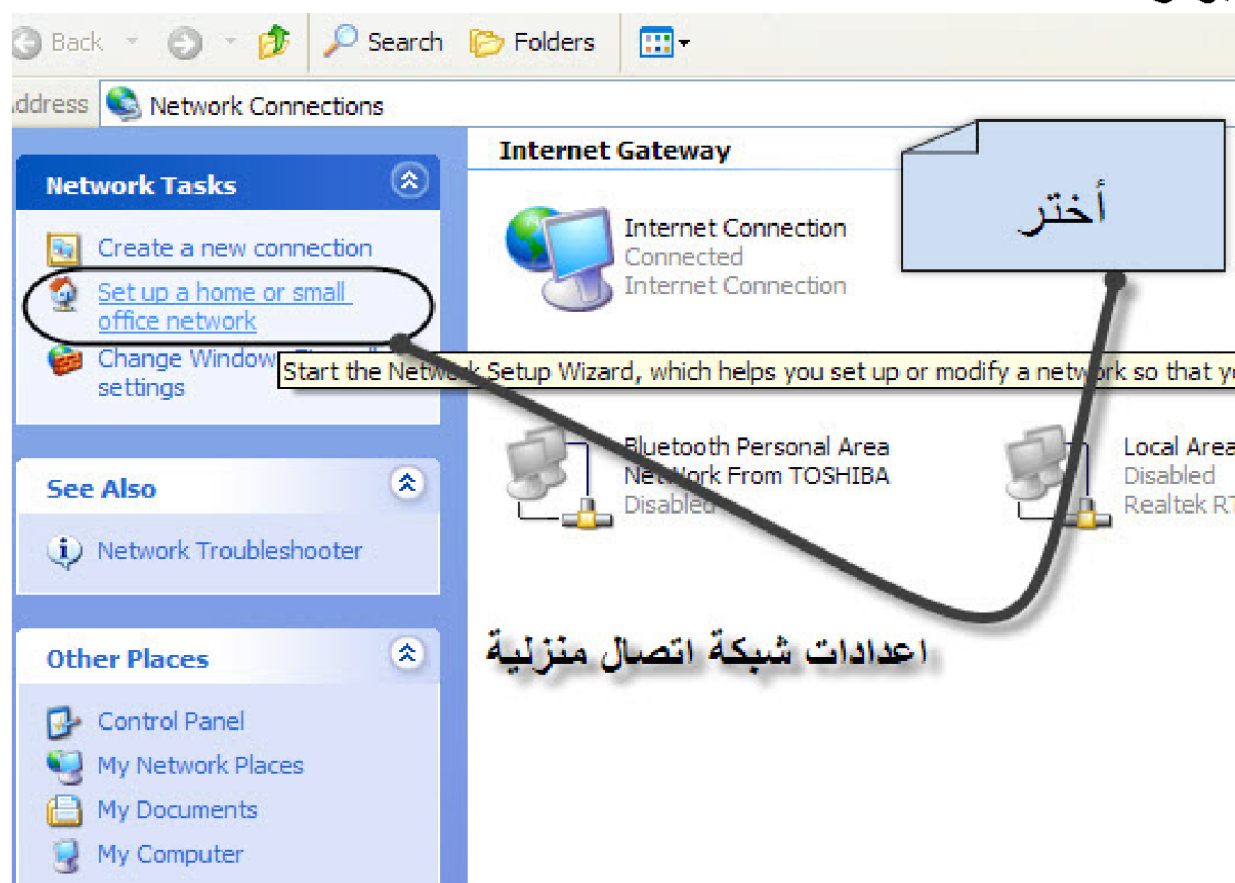 Back
Search
Folders
ddress
Network Connections
Network Tasks
Create a new connection
Set up a home or small
office network
Change Window
settings
Start the Network Setup Wizard, which helps you set up or modify a network so that
See Also
Network Troubleshooter
Other Places
Control Panel
My Network Places
My Documents
My Computer
Internet Gateway
Internet Connection
Connected
Internet Connection
أختر
Bluetooth Personal Area
Network From TOSHIBA
Disabled
Local Area
Disabled
Realtek
اعدادات شبكة اتصال منزلية